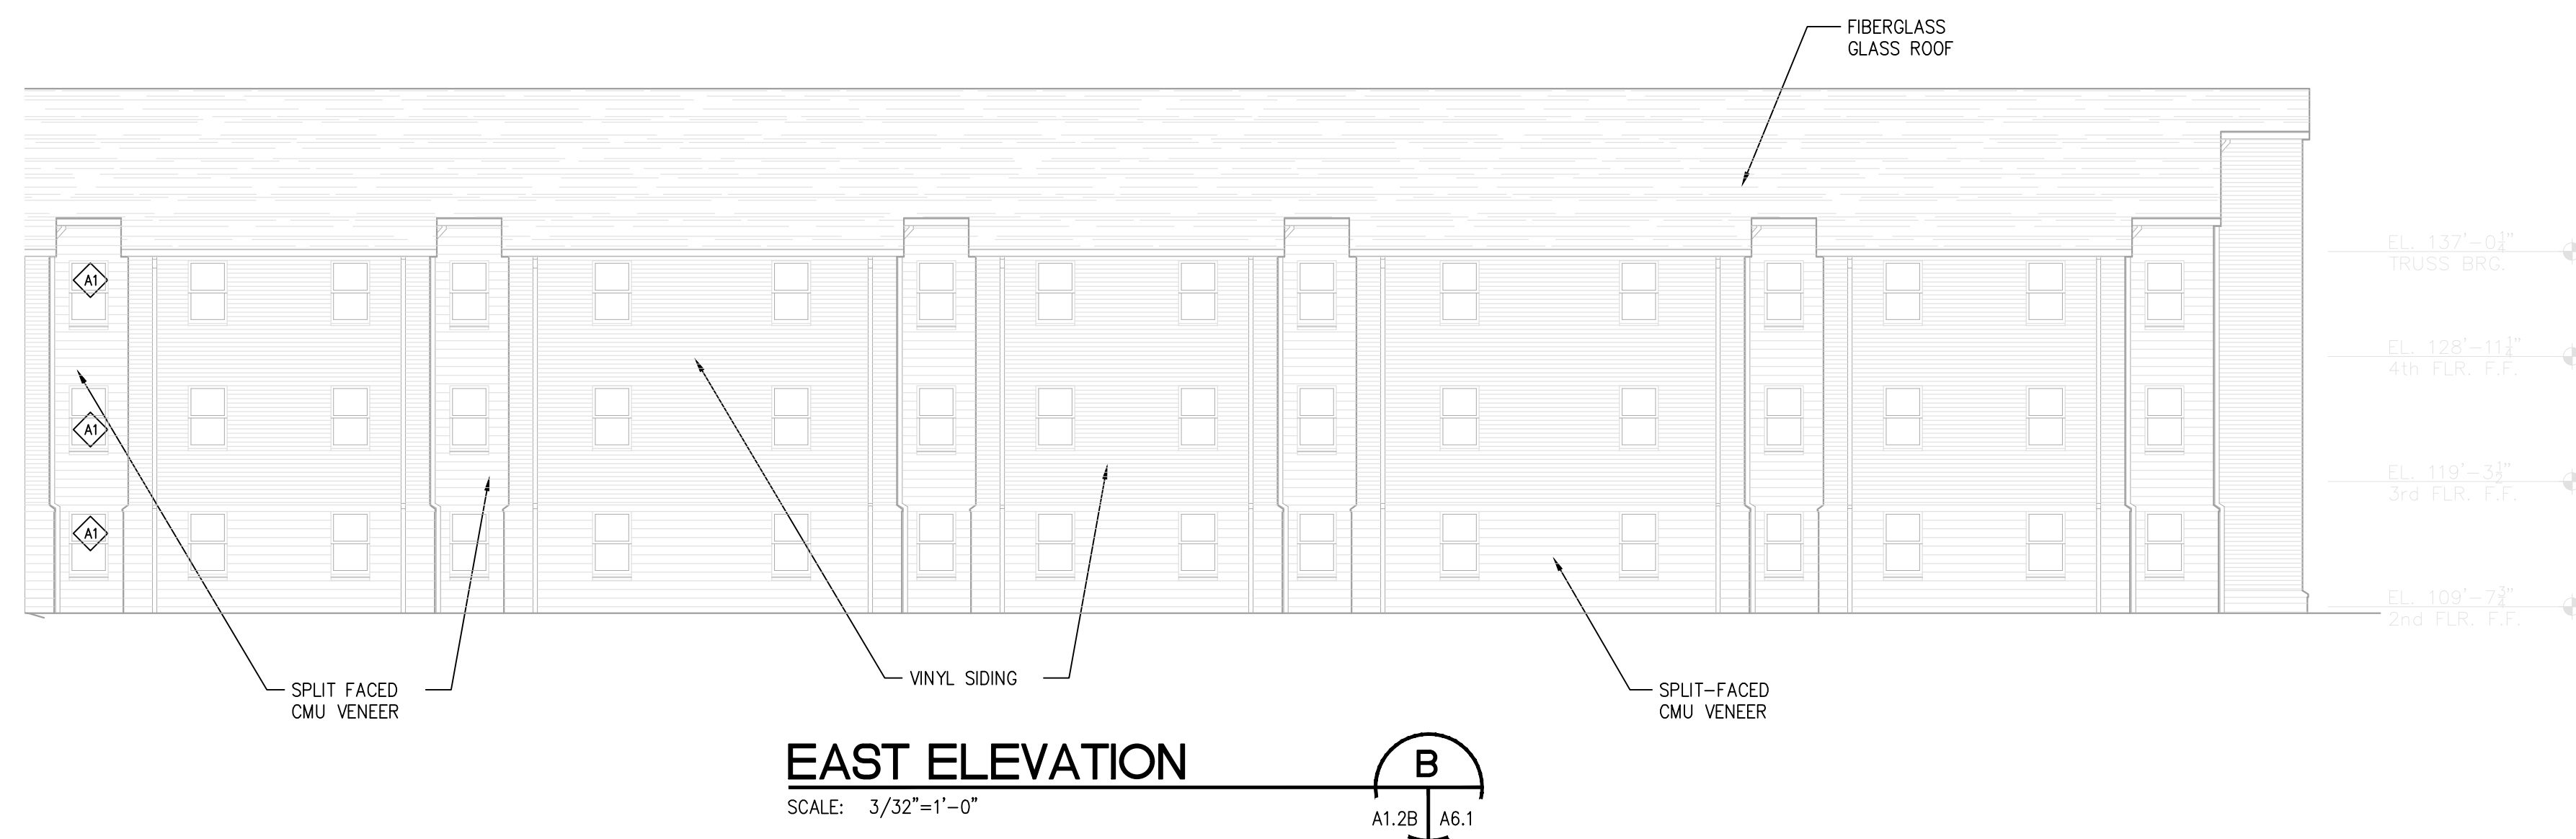 FIBERGLASS
GLASS ROOF
EL. 137'-0¼"
TRUSS BRG.
A1
EL. 128'-11¼"
4th FLR. F.F.
A1
EL. 119'-3½"
3rd FLR. F.F.
A1
EL. 109'-7¾"
2nd FLR. F.F.
SPLIT FACED
CMU VENEER
VINYL SIDING
SPLIT-FACED
CMU VENEER
EAST ELEVATION
B
SCALE: 3/32"=1'-0"
A1.2B A6.1